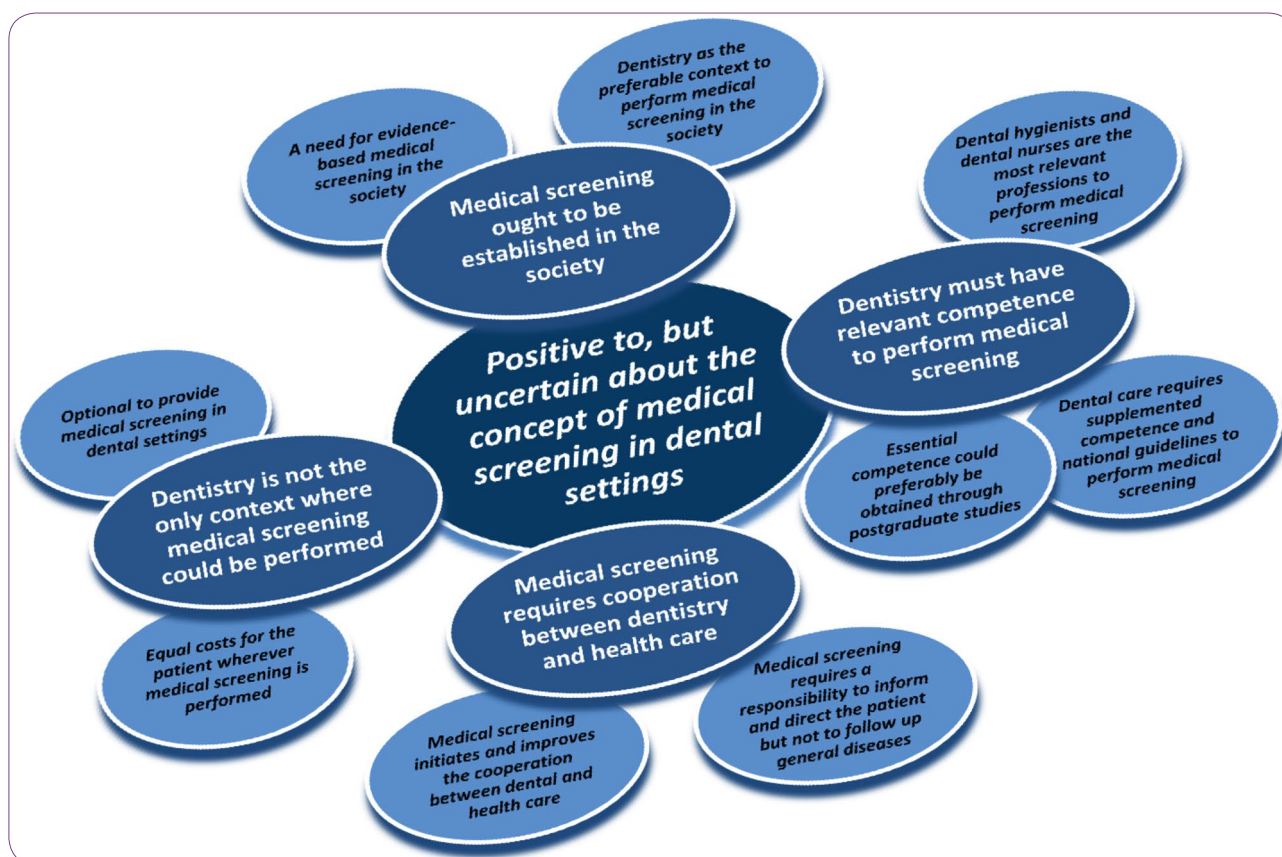 Positive to, but
uncertain about the
concept of medical
screening in dental
settings
Medical screening
ought to be
established in the
society
A need for evidence-
based medical
screening in the
society
Dentistry as the
preferable context to
perform medical
screening in the
society
Dentistry must have
relevant competence
to perform medical
screening
Dental hygienists and
dental nurses are the
most relevant
professions to
perform medical
screening
Dental care requires
supplemented
competence and
national guidelines to
perform medical
screening
Essential
competence could
preferably be
obtained through
postgraduate studies
Medical screening
requires cooperation
between dentistry
and health care
Medical screening
requires a
responsibility to inform
and direct the patient
but not to follow up
general diseases
Medical screening
initiates and improves
the cooperation
between dental and
health care
Dentistry is not the
only context where
medical screening
could be performed
Optional to provide
medical screening in
dental settings
Equal costs for the
patient wherever
medical screening is
performed